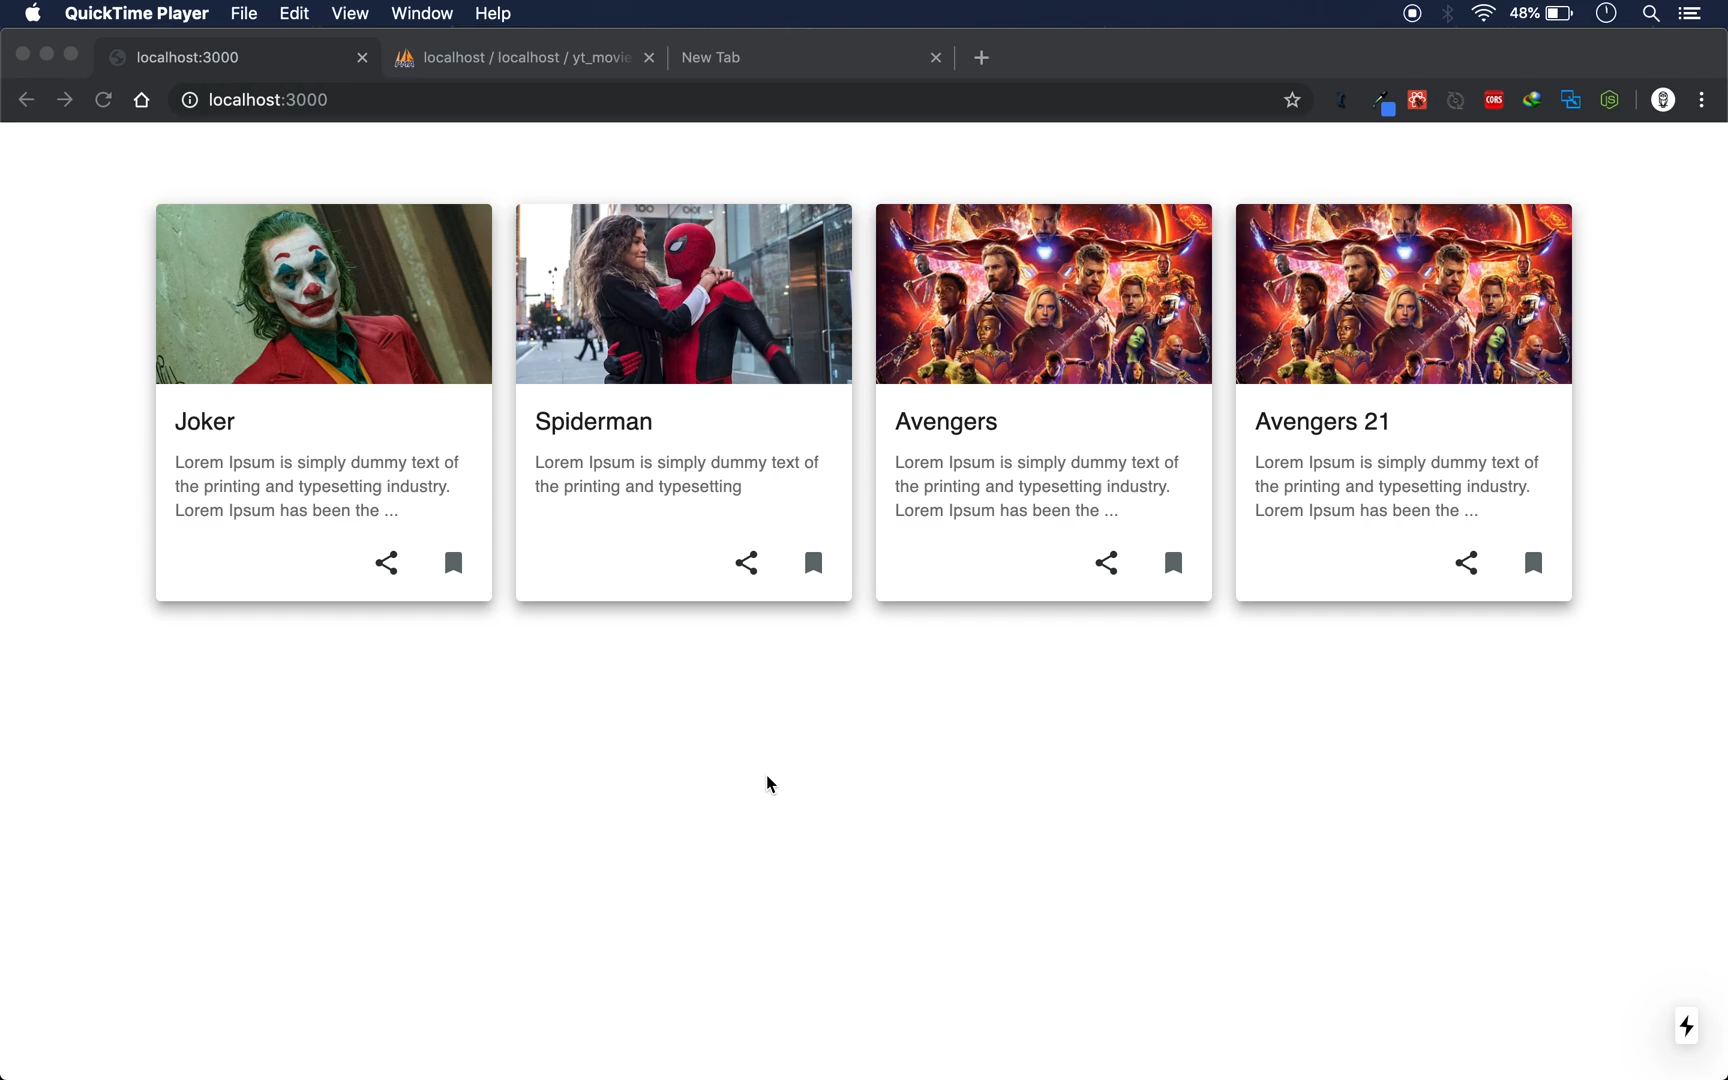 QuickTime Player File Edit View Window Help 48%
localhost:3000 localhost / localhost / yt_movie New Tab
localhost:3000 CORS
Joker Spiderman Avengers Avengers 21
Lorem Ipsum is simply dummy text of
the printing and typesetting industry.
Lorem Ipsum has been the ...
Lorem Ipsum is simply dummy text of
the printing and typesetting
Lorem Ipsum is simply dummy text of
the printing and typesetting industry.
Lorem Ipsum has been the ...
Lorem Ipsum is simply dummy text of
the printing and typesetting industry.
Lorem Ipsum has been the ...